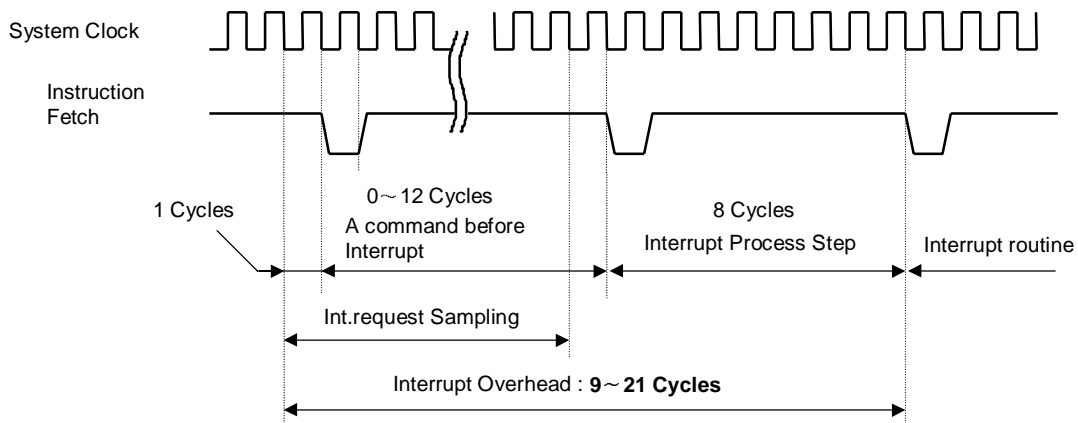 System Clock
Instruction
Fetch
1 Cycles
0～12 Cycles
A command before
Interrupt
8 Cycles
Interrupt Process Step
Interrupt routine
Int.request Sampling
Interrupt Overhead : 9～21 Cycles